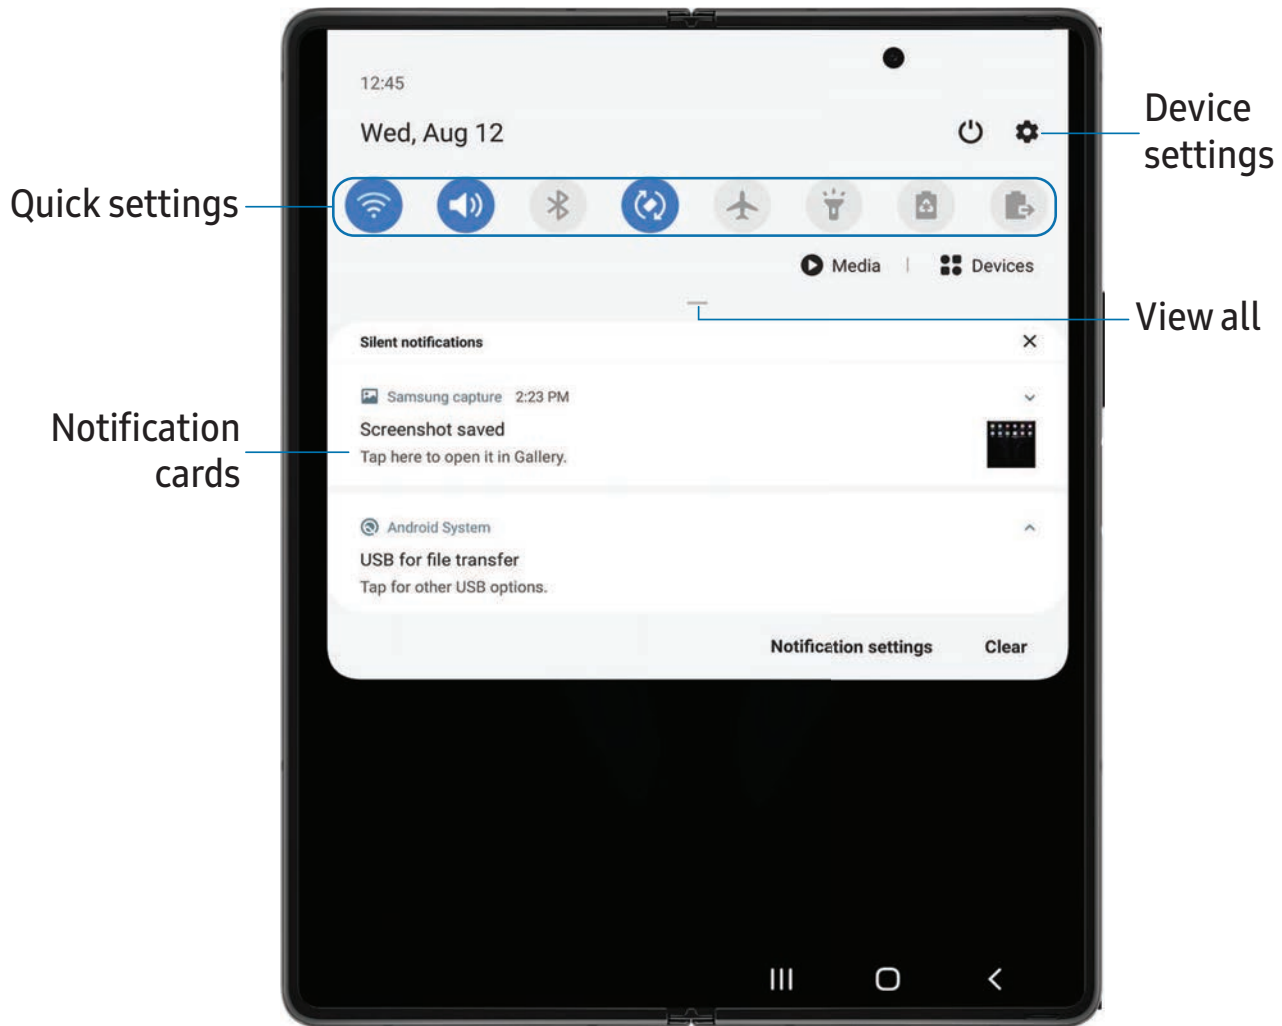 12:45
Wed, Aug 12
Device
settings
Quick settings
Media | Devices
View all
Silent notifications
Samsung capture 2:23 PM
Screenshot saved
Tap here to open it in Gallery.
Notification
cards
Android System
USB for file transfer
Tap for other USB options.
Notification settings Clear